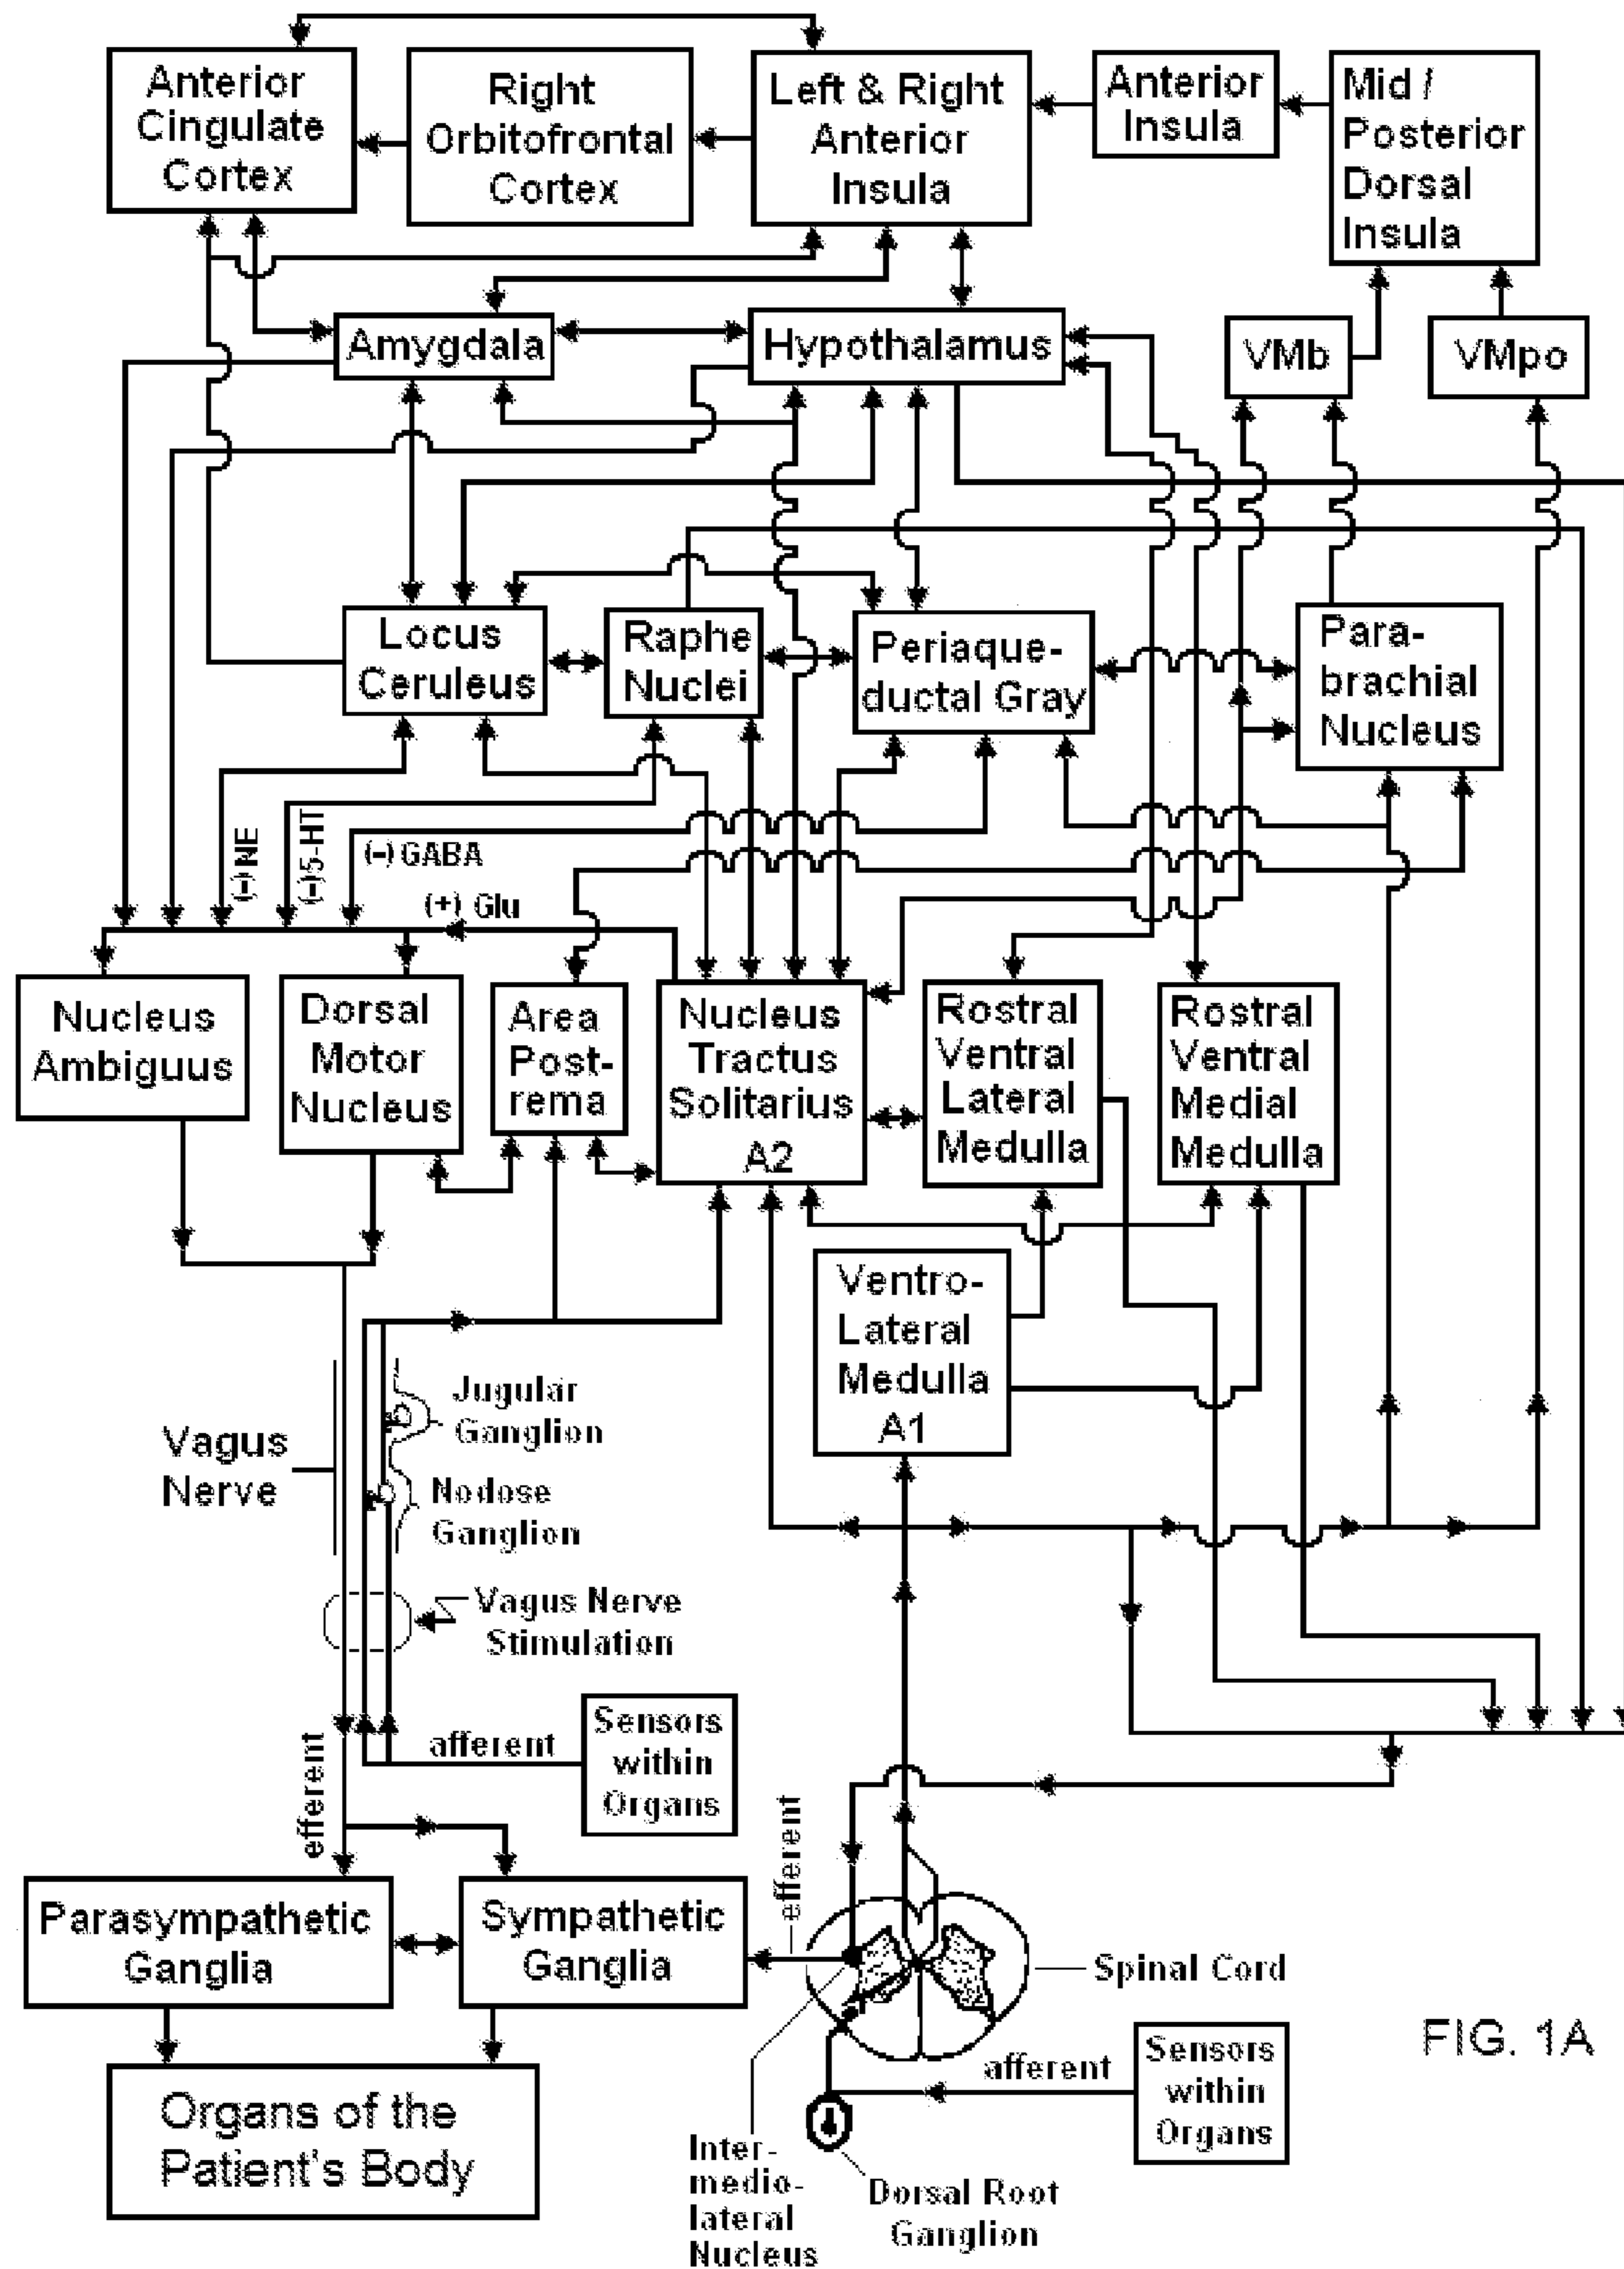 Anterior
Cingulate
Cortex
Right
Orbitofrontal
Cortex
Left & Right
Anterior
Insula
Anterior
Insula
Mid /
Posterior
Dorsal
Insula
Amygdala
Hypothalamus
VMb
VMpo
Locus
Ceruleus
Raphe
Nuclei
Periaque-
ductal Gray
Para-
brachial
Nucleus
(-) NE
(-)5-HT
(-) GABA
(+) Glu
Nucleus
Ambiguus
Dorsal
Motor
Nucleus
Area
Post-
rema
Nucleus
Tractus
Solitarius
A2
Rostral
Ventral
Lateral
Medulla
Rostral
Ventral
Medial
Medulla
Ventro-
Lateral
Medulla
A1
Jugular
Ganglion
Vagus
Nerve
Nodose
Ganglion
Vagus Nerve
Stimulation
Sensors
within
Organs
afferent
efferent
efferent
Parasympathetic
Ganglia
Sympathetic
Ganglia
Spinal Cord
Organs of the
Patient's Body
Inter-
medio-
lateral
Nucleus
Dorsal Root
Ganglion
afferent
Sensors
within
Organs
FIG. 1A